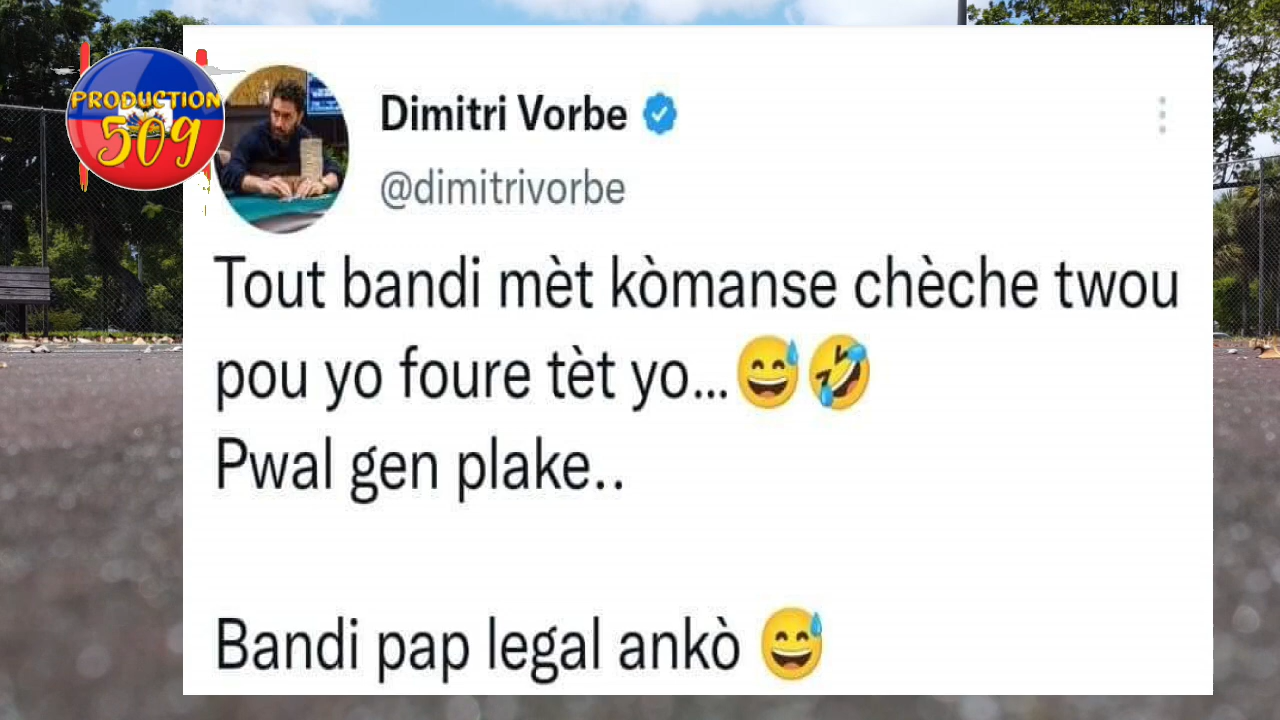 PRODUCTION
509
Dimitri Vorbe
@dimitrivorbe
Tout bandi mèt kòmanse chèche twou
pou yo foure tèt yo...😅🤣
Pwal gen plake..
Bandi pap legal ankò 😅